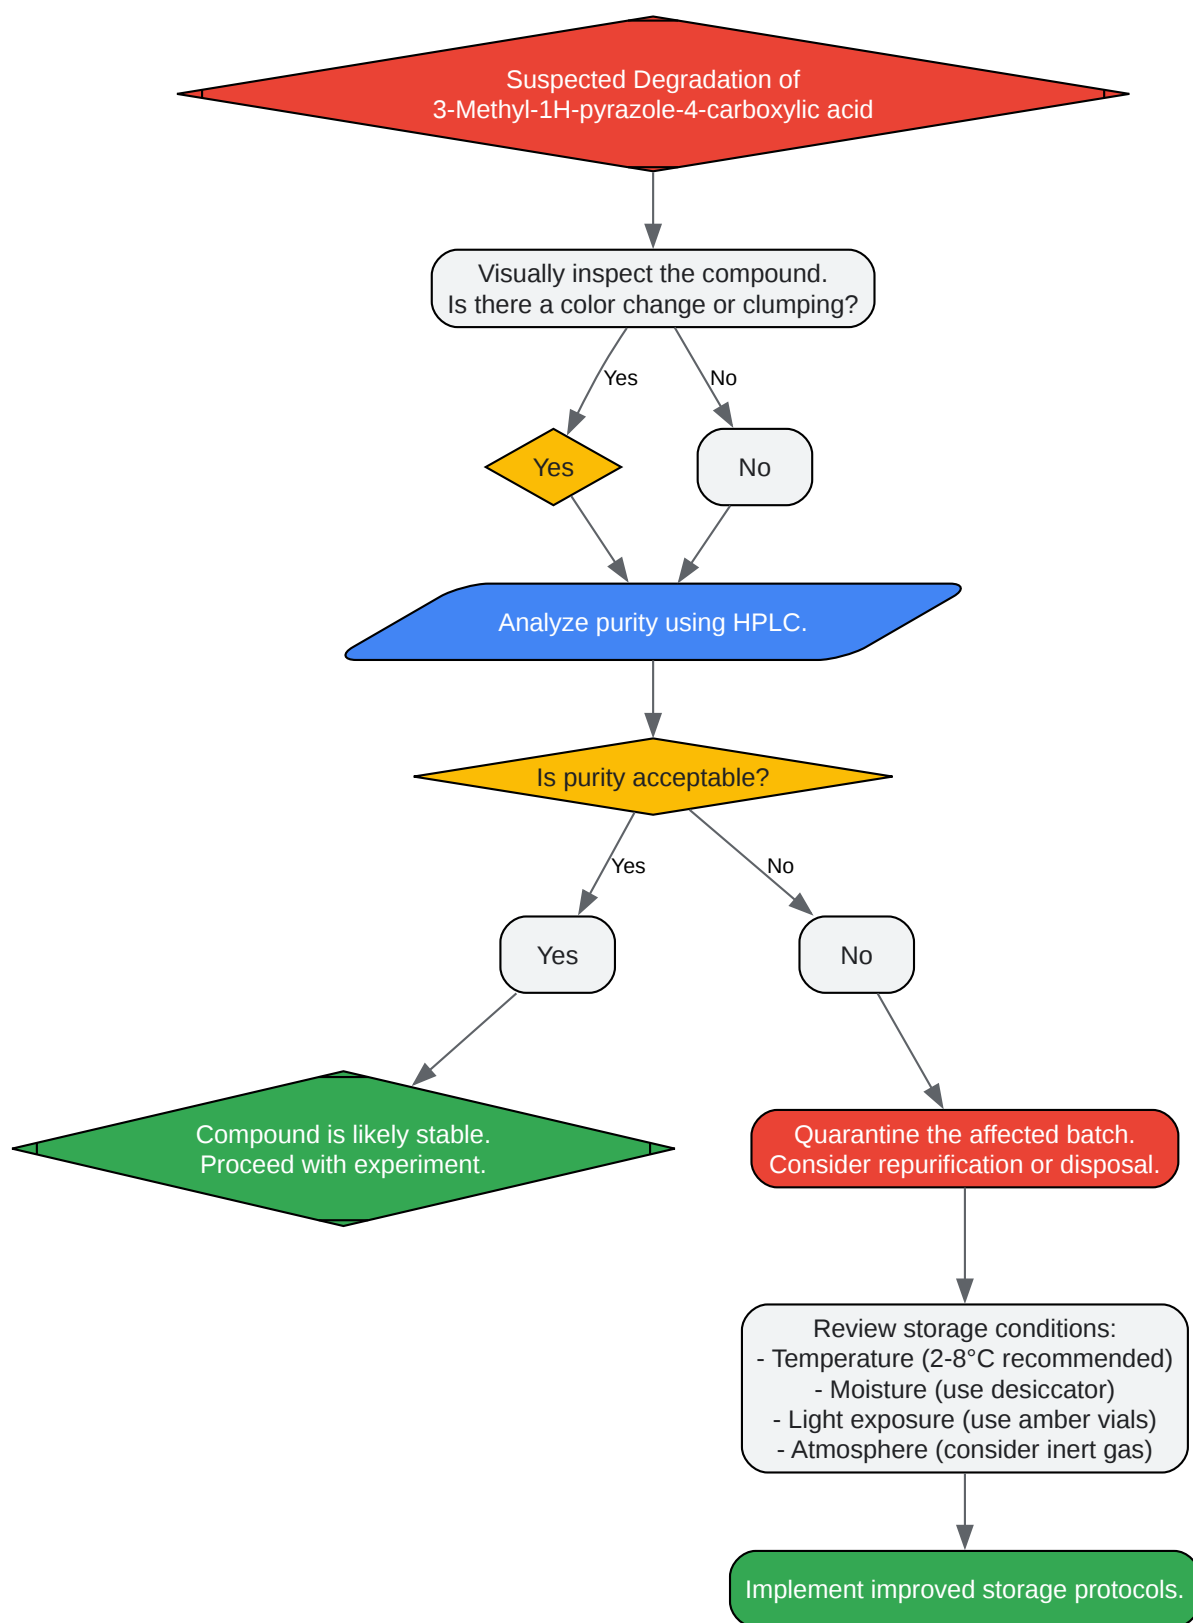 Suspected Degradation of
3-Methyl-1H-pyrazole-4-carboxylic acid
Visually inspect the compound.
Is there a color change or clumping?
Yes
No
Yes
No
Analyze purity using HPLC.
Is purity acceptable?
Yes
No
Yes
No
Compound is likely stable.
Proceed with experiment.
Quarantine the affected batch.
Consider repurification or disposal.
Review storage conditions:
- Temperature (2-8°C recommended)
- Moisture (use desiccator)
- Light exposure (use amber vials)
- Atmosphere (consider inert gas)
Implement improved storage protocols.